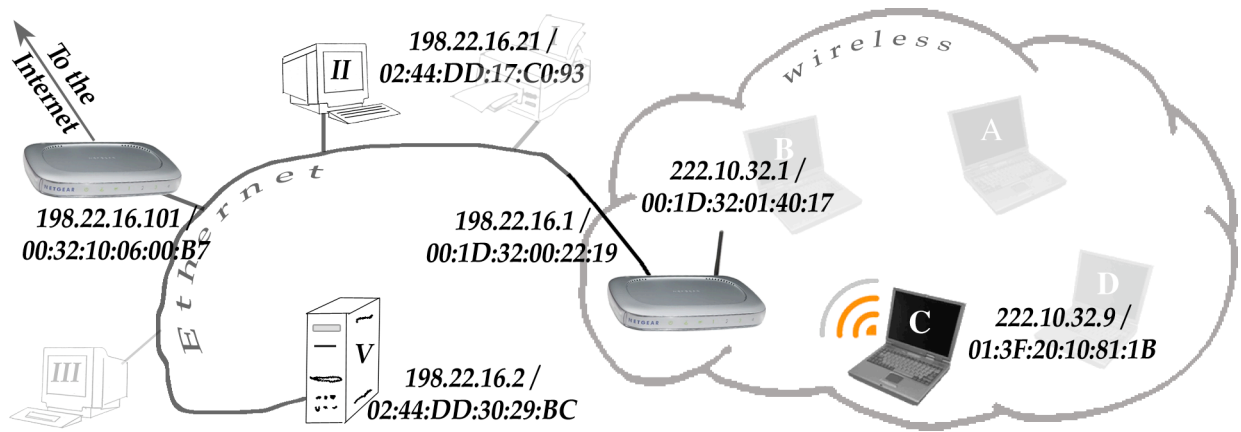 To the
Internet
II
198.22.16.21 /
02:44:DD:17:C0:93
I
wireless
B
A
222.10.32.1 /
00:1D:32:01:40:17
NETGEAR
198.22.16.101 /
00:32:10:06:00:B7
Ethernet
198.22.16.1 /
00:1D:32:00:22:19
NETGEAR
C
D
222.10.32.9 /
01:3F:20:10:81:1B
III
V
198.22.16.2 /
02:44:DD:30:29:BC